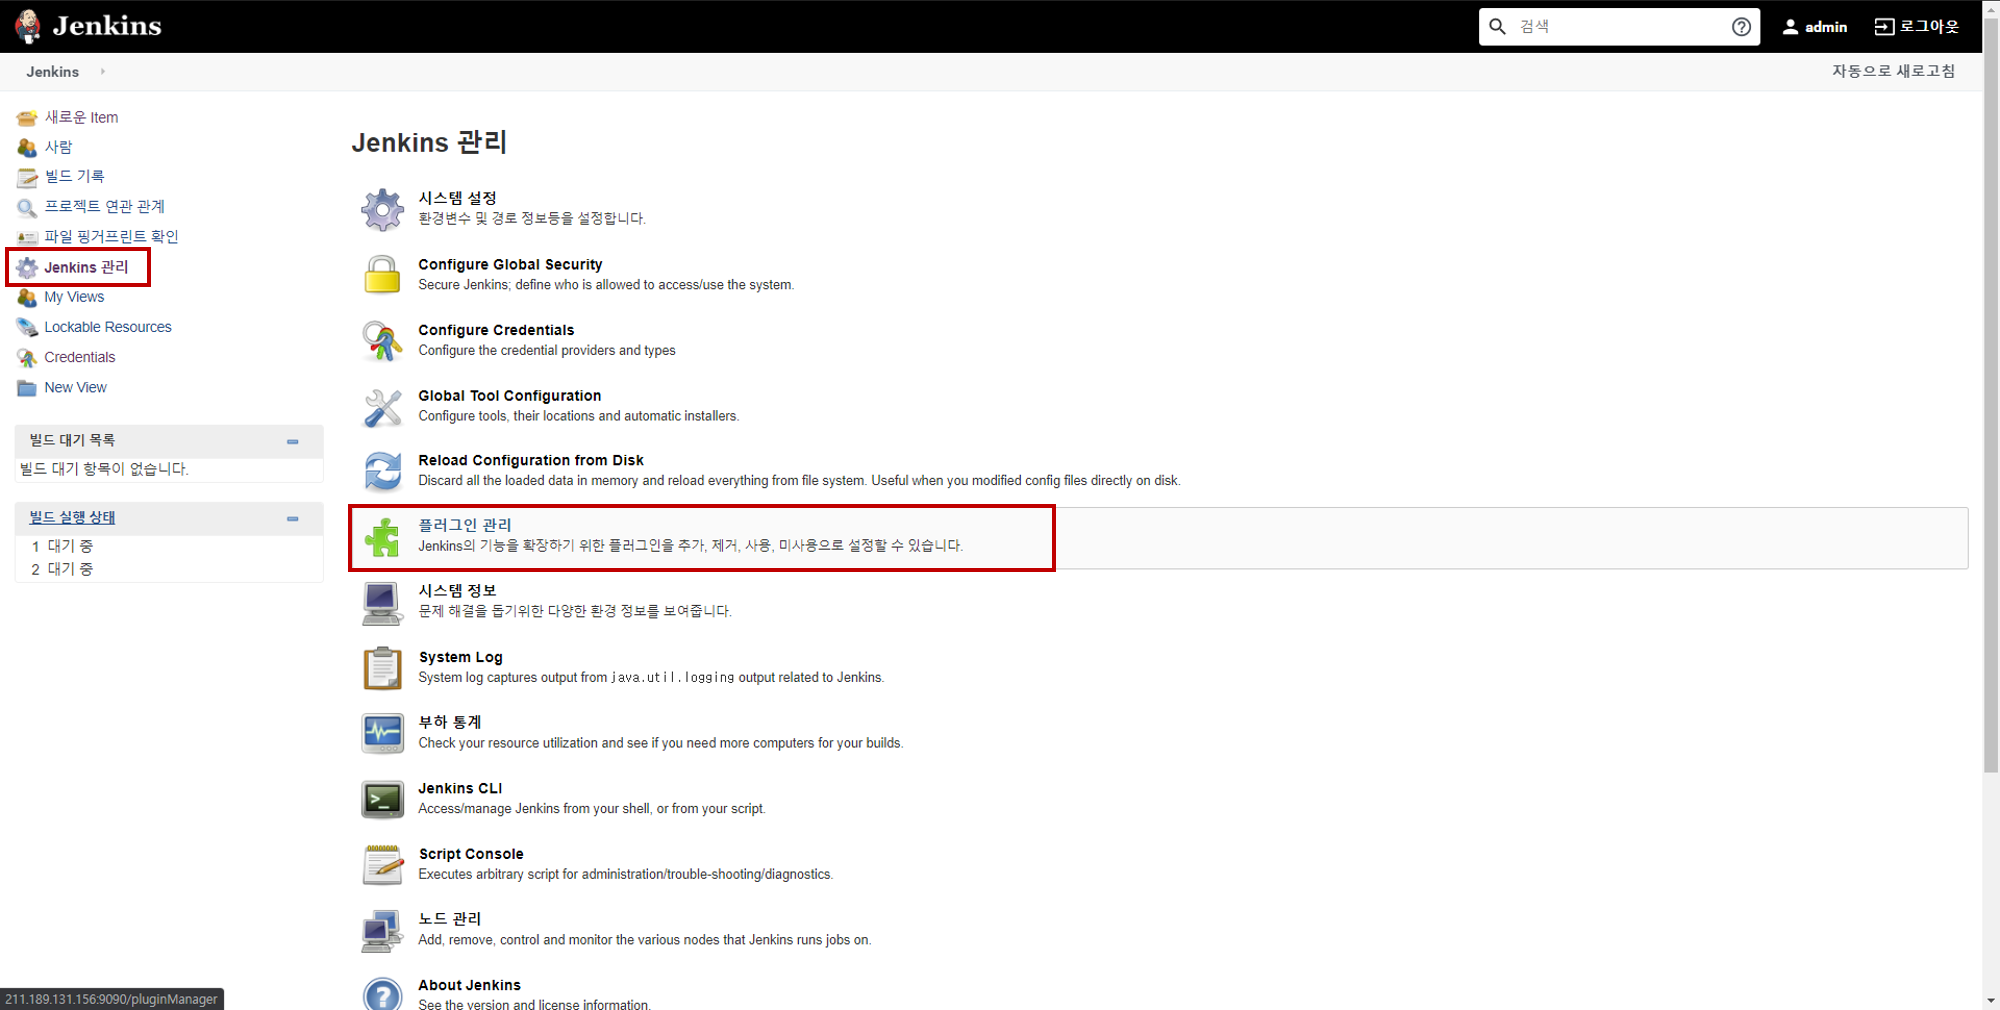 Jenkins
검색
admin
로그아웃
Jenkins
자동으로 새로고침
새로운 Item
사람
빌드 기록
프로젝트 연관 관계
파일 핑거프린트 확인
Jenkins 관리
My Views
Lockable Resources
Credentials
New View
빌드 대기 목록
빌드 대기 항목이 없습니다.
빌드 실행 상태
1 대기 중
2 대기 중
Jenkins 관리
시스템 설정
환경변수 및 경로 정보등을 설정합니다.
Configure Global Security
Secure Jenkins; define who is allowed to access/use the system.
Configure Credentials
Configure the credential providers and types
Global Tool Configuration
Configure tools, their locations and automatic installers.
Reload Configuration from Disk
Discard all the loaded data in memory and reload everything from file system. Useful when you modified config files directly on disk.
플러그인 관리
Jenkins의 기능을 확장하기 위한 플러그인을 추가, 제거, 사용, 미사용으로 설정할 수 있습니다.
시스템 정보
문제 해결을 돕기위한 다양한 환경 정보를 보여줍니다.
System Log
System log captures output from java.util.logging output related to Jenkins.
부하 통계
Check your resource utilization and see if you need more computers for your builds.
Jenkins CLI
Access/manage Jenkins from your shell, or from your script.
Script Console
Executes arbitrary script for administration/trouble-shooting/diagnostics.
노드 관리
Add, remove, control and monitor the various nodes that Jenkins runs jobs on.
About Jenkins
See the version and license information.
211.189.131.156:9090/pluginManager